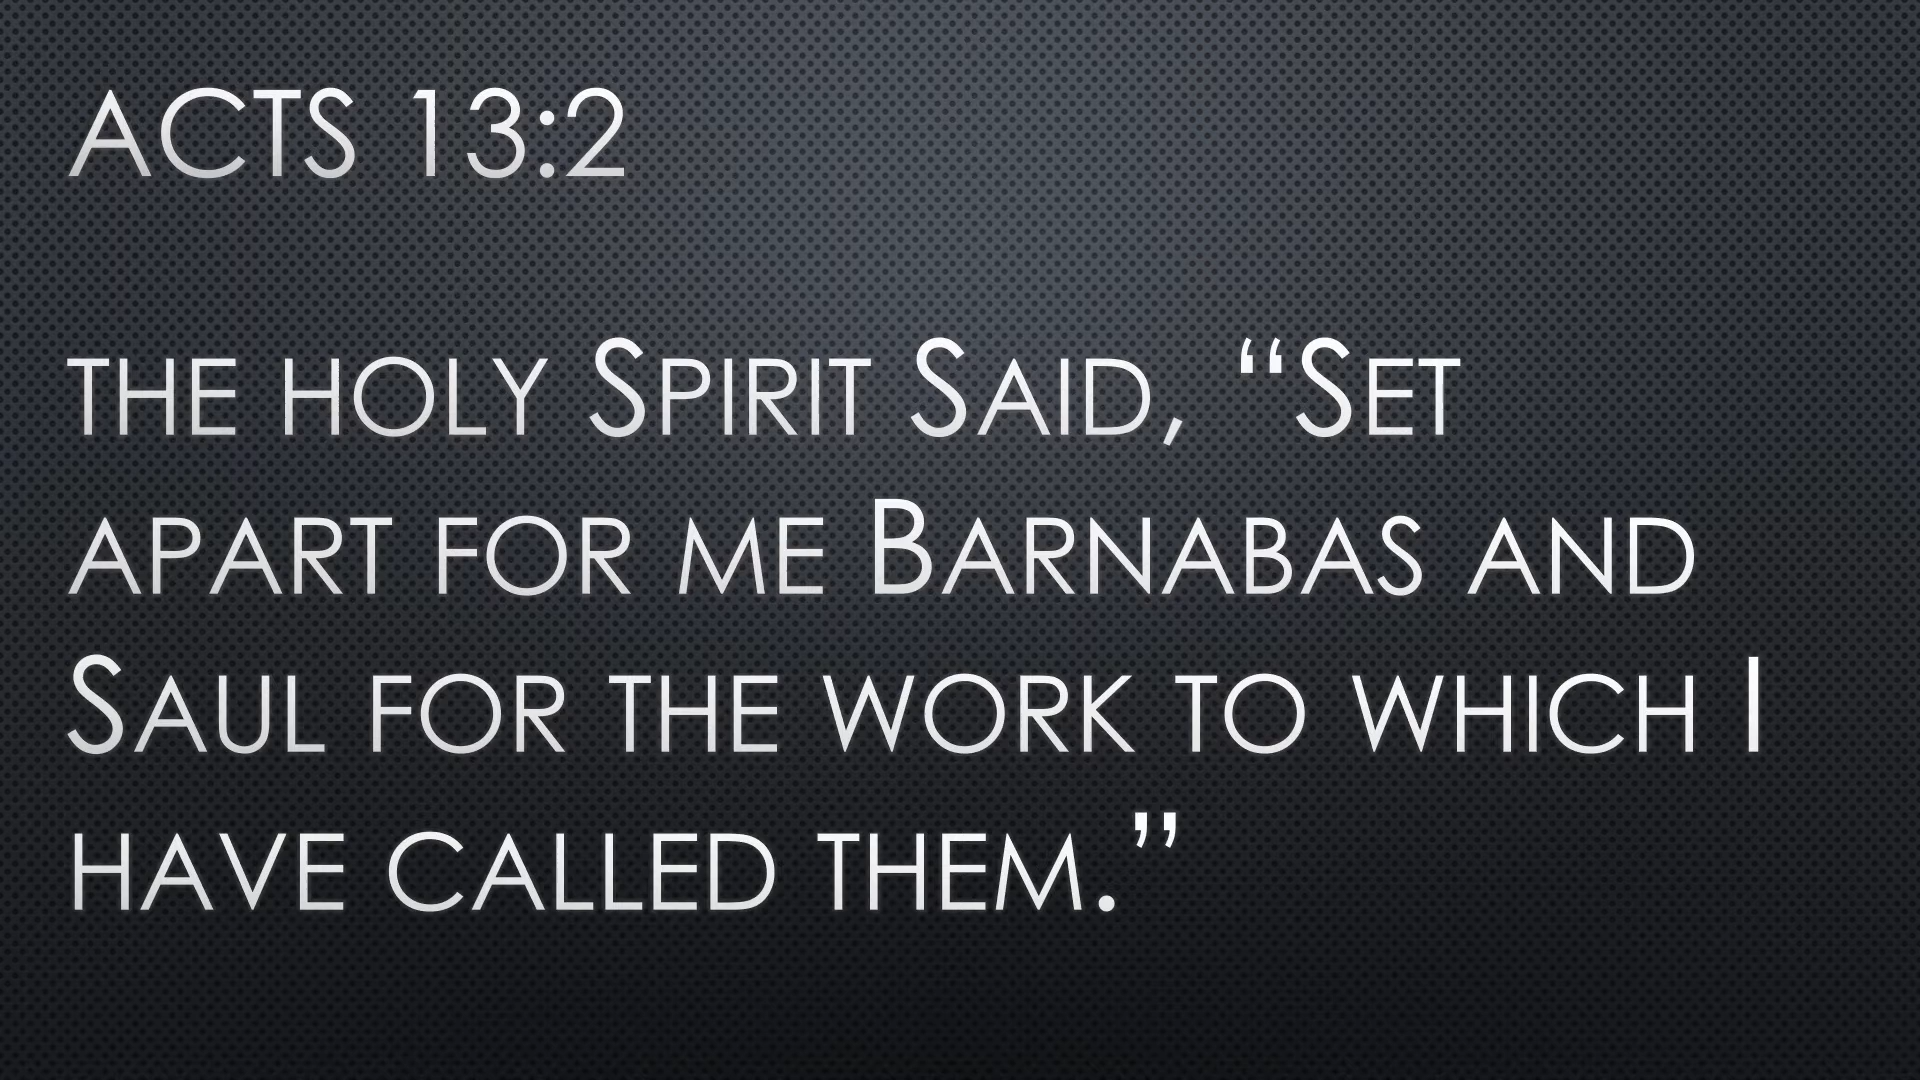 ACTS 13:2
the holy Spirit Said, “Set
apart for me Barnabas and
Saul for the work to which I
have called them.”